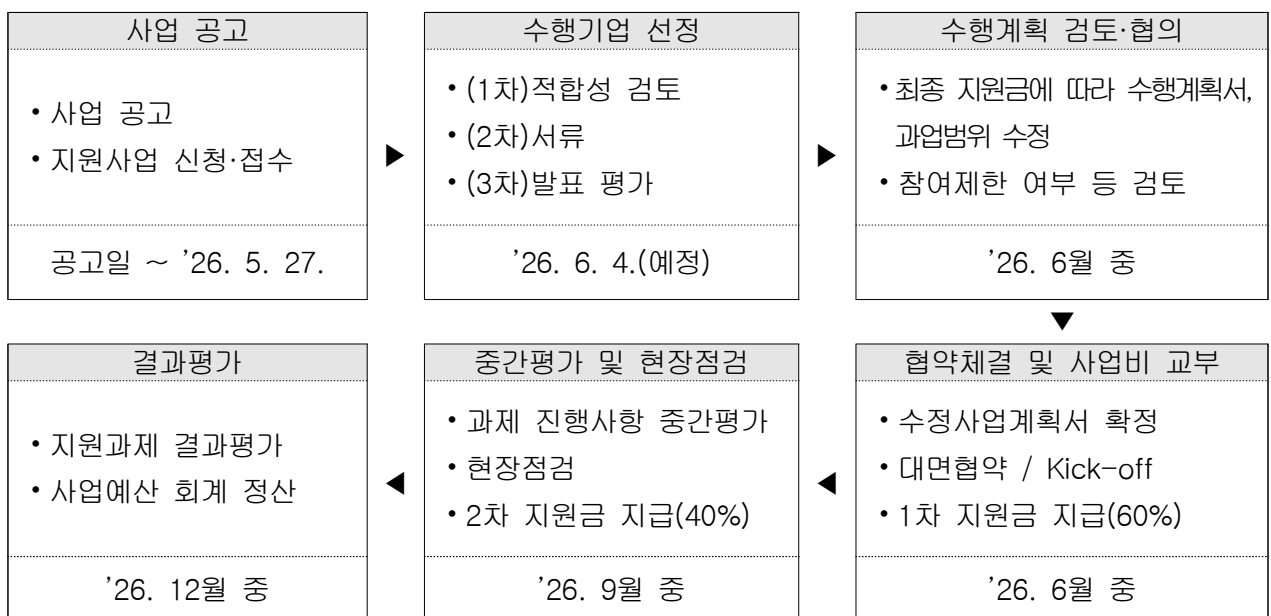 사업 공고
• 사업 공고
• 지원사업 신청·접수
공고일 ~ ’26. 5. 27.
▶
수행기업 선정
• (1차)적합성 검토
• (2차)서류
• (3차)발표 평가
’26. 6. 4.(예정)
▶
수행계획 검토·협의
• 최종 지원금에 따라 수행계획서,
과업범위 수정
• 참여제한 여부 등 검토
’26. 6월 중
▼
협약체결 및 사업비 교부
• 수정사업계획서 확정
• 대면협약 / Kick-off
• 1차 지원금 지급(60%)
’26. 6월 중
◀
중간평가 및 현장점검
• 과제 진행사항 중간평가
• 현장점검
• 2차 지원금 지급(40%)
’26. 9월 중
◀
결과평가
• 지원과제 결과평가
• 사업예산 회계 정산
’26. 12월 중